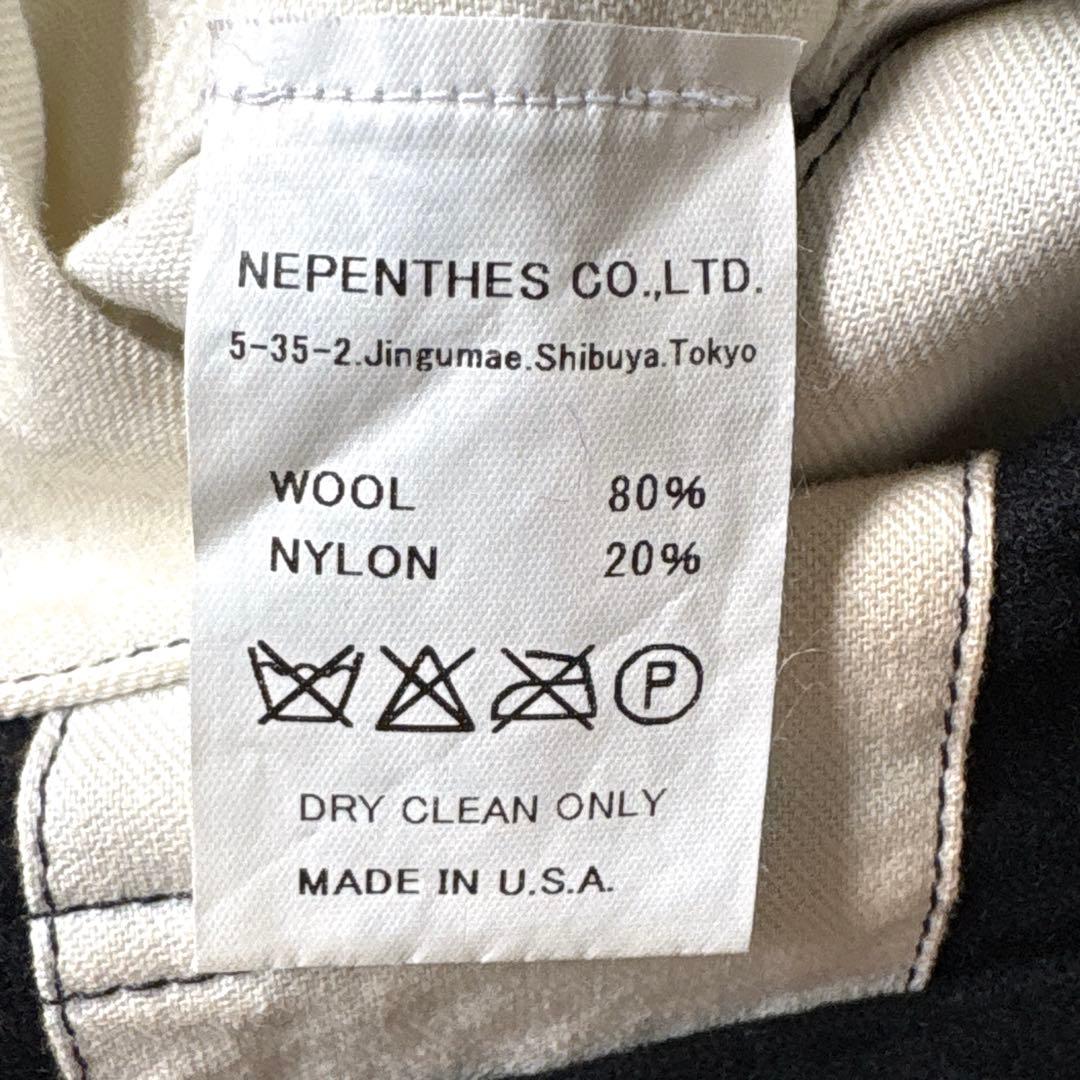 NEPENTHES CO.,LTD.
5-35-2.Jingumae.Shibuya.Tokyo
WOOL 80%
NYLON 20%
P
DRY CLEAN ONLY
MADE IN U.S.A.